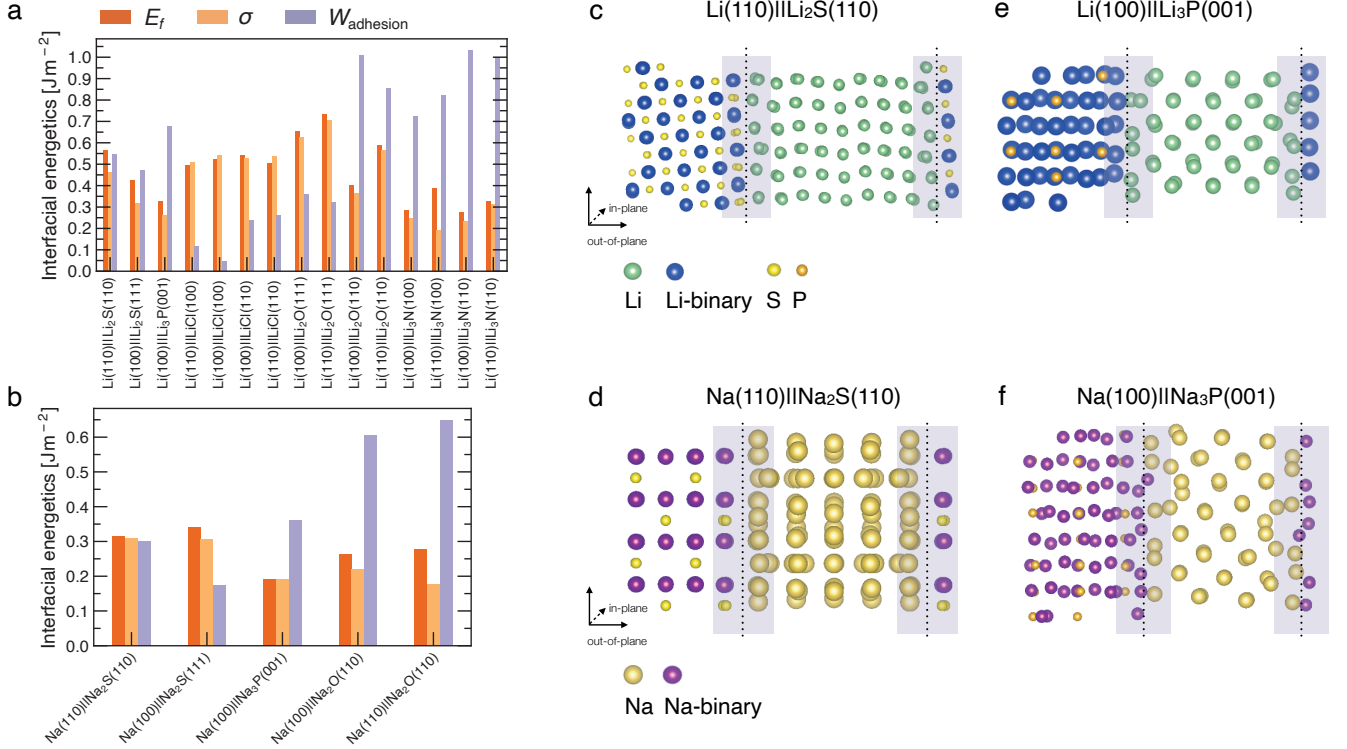 a
E_f σ W_adhesion
Interfacial energetics [J m⁻²]
1.0
0.9
0.8
0.7
0.6
0.5
0.4
0.3
0.2
0.1
0.0
Li(110)||Li₂S(110)
Li(100)||Li₂S(111)
Li(100)||Li₃P(001)
Li(110)||LiCl(100)
Li(100)||LiCl(100)
Li(100)||LiCl(110)
Li(110)||LiCl(110)
Li(100)||Li₂O(111)
Li(110)||Li₂O(111)
Li(100)||Li₂O(110)
Li(110)||Li₂O(110)
Li(100)||Li₃N(100)
Li(110)||Li₃N(100)
Li(100)||Li₃N(110)
Li(110)||Li₃N(110)
b
Interfacial energetics [J m⁻²]
0.6
0.5
0.4
0.3
0.2
0.1
0.0
Na(110)||Na₂S(110)
Na(100)||Na₂S(111)
Na(100)||Na₃P(001)
Na(100)||Na₂O(110)
Na(110)||Na₂O(110)
c
Li(110)||Li₂S(110)
in-plane
out-of-plane
Li Li-binary S P
d
Na(110)||Na₂S(110)
in-plane
out-of-plane
Na Na-binary
e
Li(100)||Li₃P(001)
f
Na(100)||Na₃P(001)